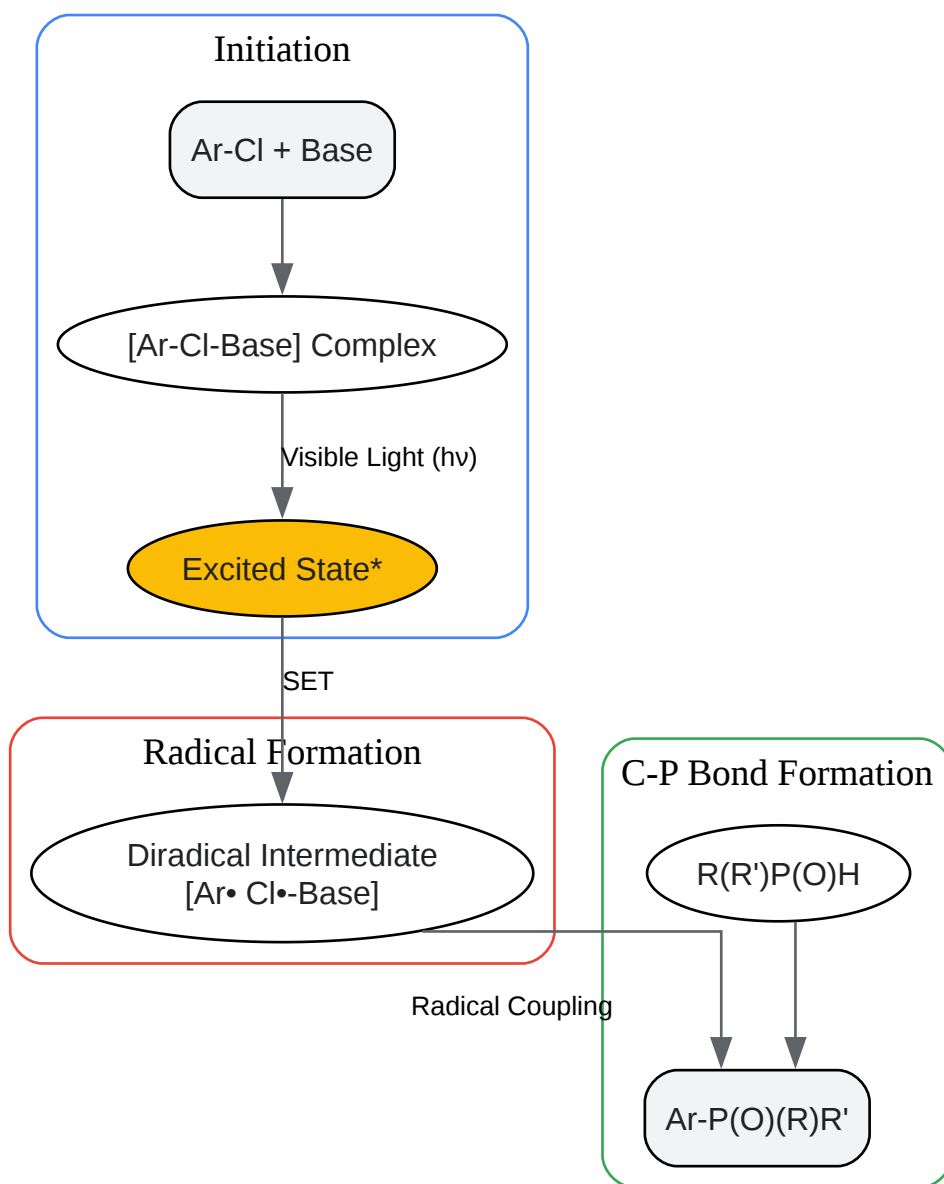 Initiation
Ar-Cl + Base
[Ar-Cl-Base] Complex
Visible Light (hν)
Excited State*
SET
Radical Formation
Diradical Intermediate
[Ar• Cl•-Base]
Radical Coupling
C-P Bond Formation
R(R')P(O)H
Ar-P(O)(R)R'